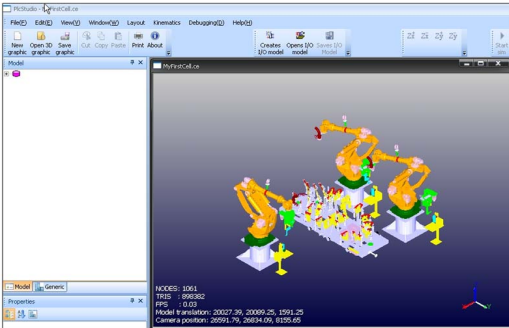 PlcStudio - MyFirstCell.ce
File(F) Edit(E) View(V) Window(W) Layout Kinematics Debugging(D) Help(H)
New graphic Open 3D graphic Save graphic Cut Copy Paste Print About Creates I/O model Opens I/O model Saves I/O Model Start
Model
MyFirstCell.ce
NODES: 1061
TRIS : 898382
FPS : 0.03
Model translation: 20027.39, 20089.25, 1591.25
Camera position: 26591.79, 26834.09, 8155.65
Model Generic
Properties